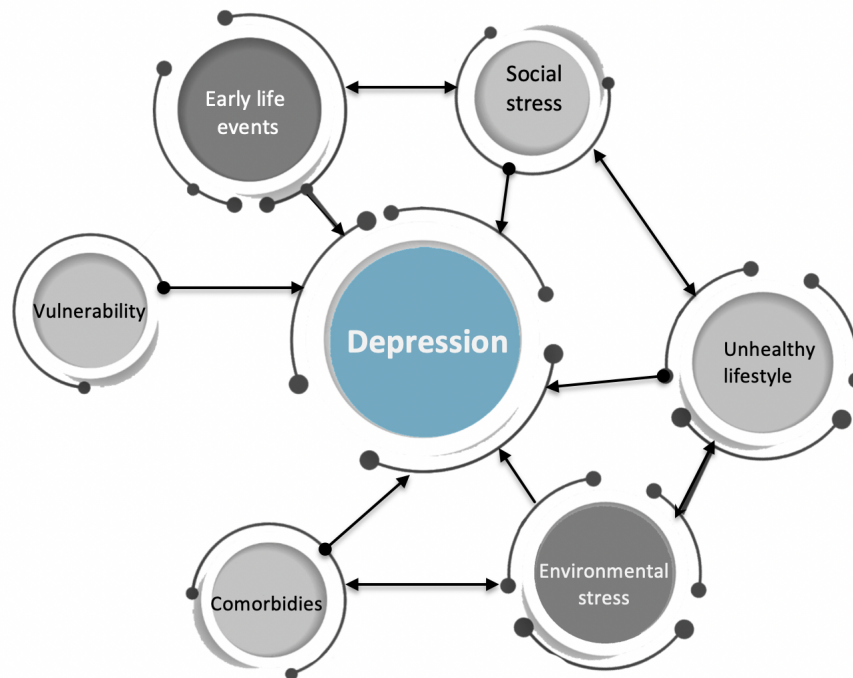 Early life
events
Social
stress
Vulnerability
Depression
Unhealthy
lifestyle
Comorbidies
Environmental
stress